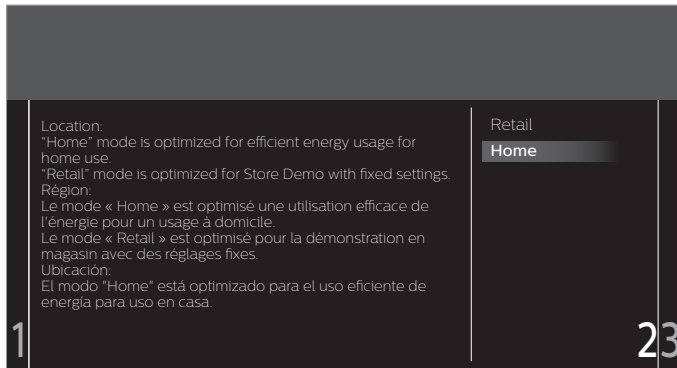 Location:
“Home” mode is optimized for efficient energy usage for
home use.
“Retail” mode is optimized for Store Demo with fixed settings.
Région:
Le mode « Home » est optimisé une utilisation efficace de
l'énergie pour un usage à domicile.
Le mode « Retail » est optimisé pour la démonstration en
magasin avec des réglages fixes.
Ubicación:
El modo "Home" está optimizado para el uso eficiente de
energía para uso en casa.
Retail
Home
1
2
3